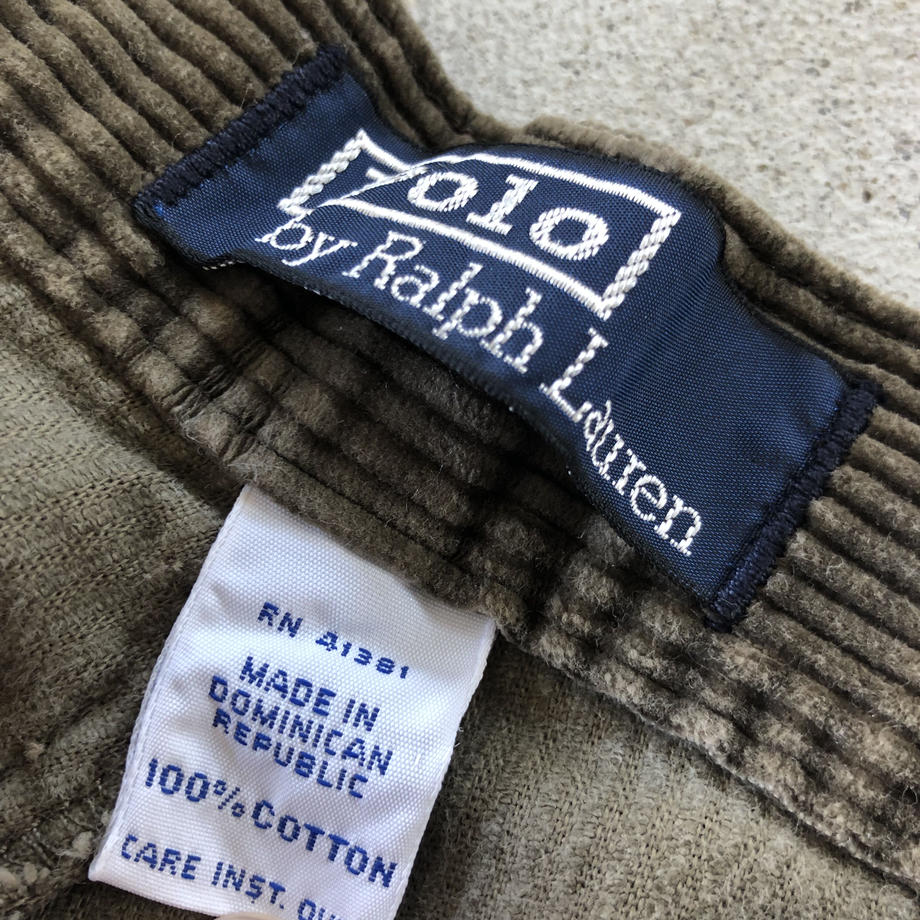 Polo
by Ralph Lauren
RN 41381
MADE IN
DOMINICAN
REPUBLIC
100% COTTON
CARE INST.